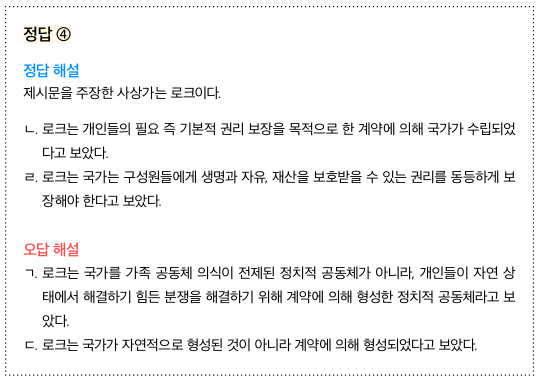 정답 ④
정답 해설
제시문을 주장한 사상가는 로크이다.
ㄴ. 로크는 개인들의 필요 즉 기본적 권리 보장을 목적으로 한 계약에 의해 국가가 수립되었
다고 보았다.
ㄹ. 로크는 국가는 구성원들에게 생명과 자유, 재산을 보호받을 수 있는 권리를 동등하게 보
장해야 한다고 보았다.
오답 해설
ㄱ. 로크는 국가를 가족 공동체 의식이 전제된 정치적 공동체가 아니라, 개인들이 자연 상
태에서 해결하기 힘든 분쟁을 해결하기 위해 계약에 의해 형성한 정치적 공동체라고 보
았다.
ㄷ. 로크는 국가가 자연적으로 형성된 것이 아니라 계약에 의해 형성되었다고 보았다.